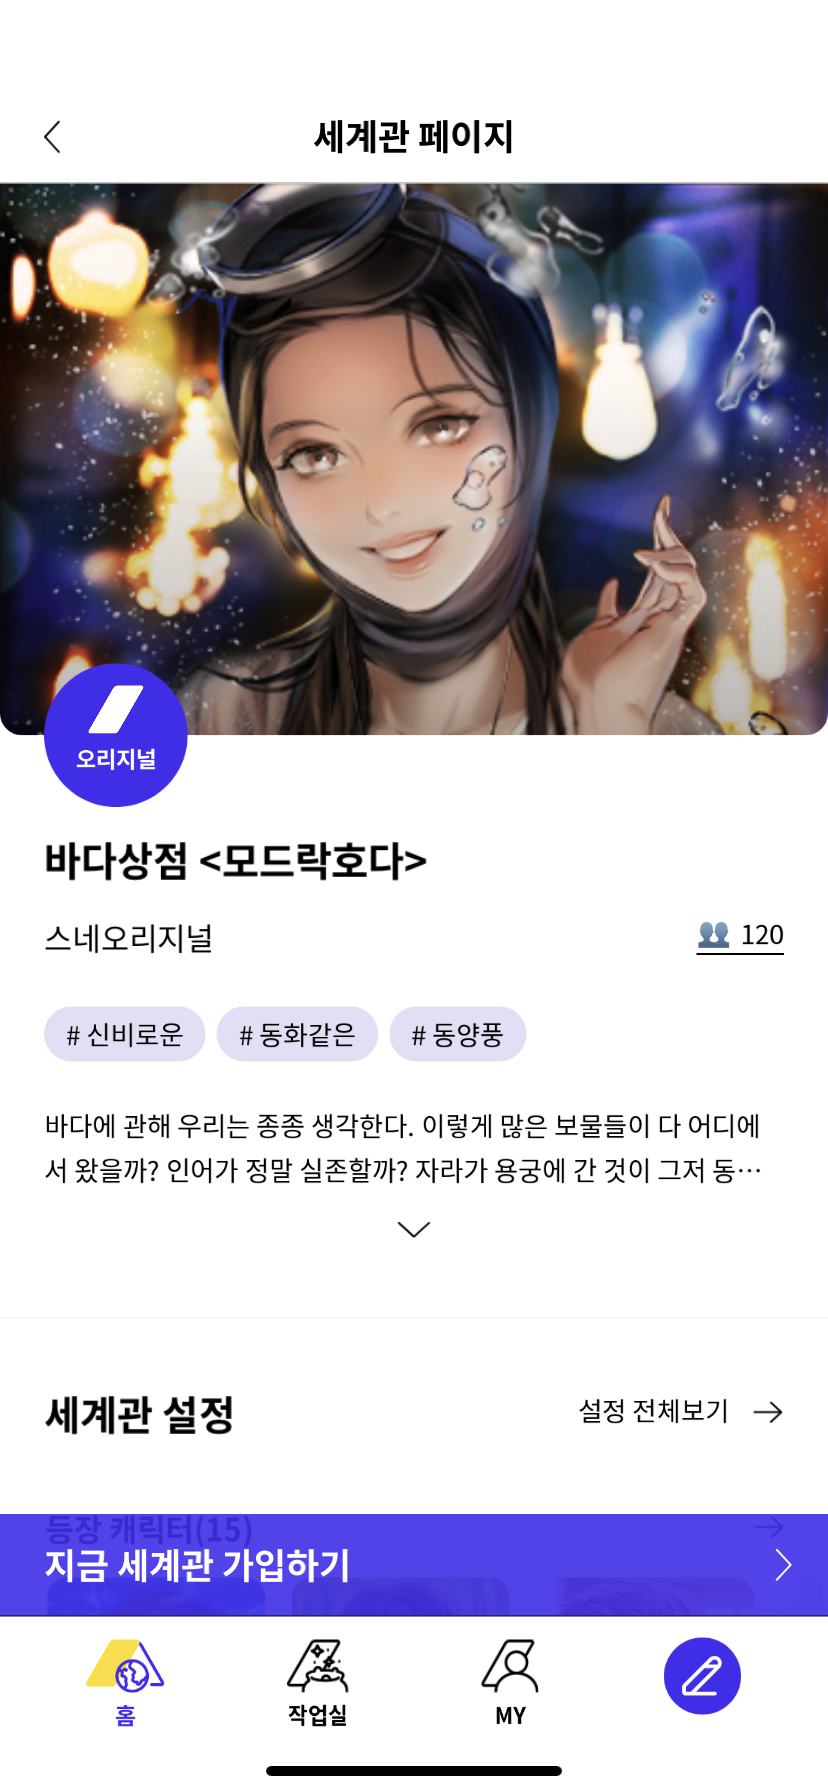 세계관 페이지
오리지널
바다상점 <모드락호다>
스네오리지널
120
# 신비로운 # 동화같은 # 동양풍
바다에 관해 우리는 종종 생각한다. 이렇게 많은 보물들이 다 어디에
서 왔을까? 인어가 정말 실존할까? 자라가 용궁에 간 것이 그저 동…
세계관 설정
설정 전체보기
등장 캐릭터(15)
지금 세계관 가입하기
홈
작업실
MY